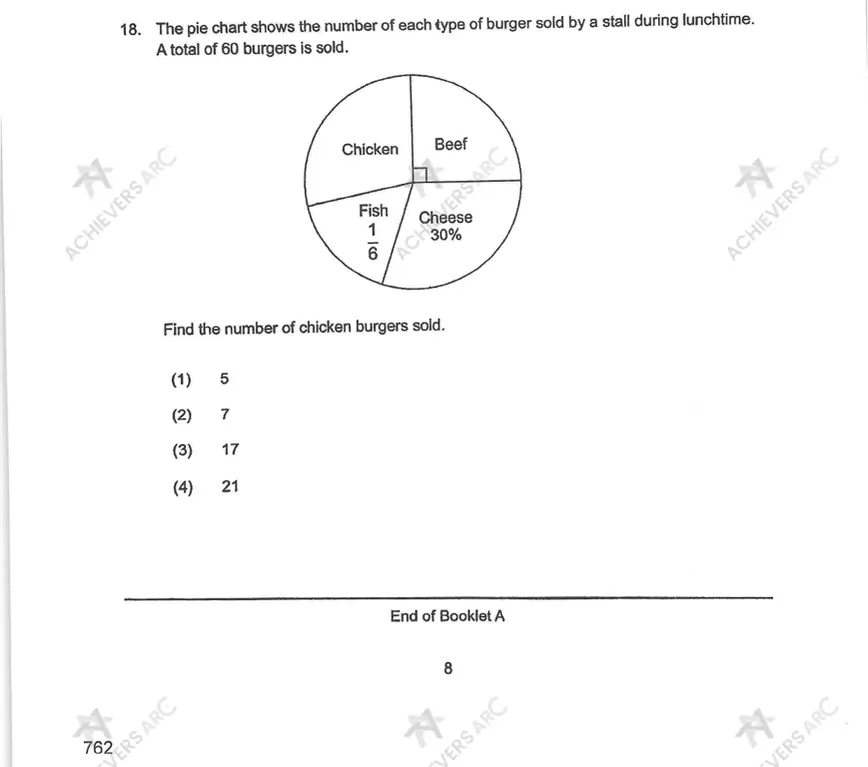 18. The pie chart shows the number of each type of burger sold by a stall during lunchtime.
A total of 60 burgers is sold.
Chicken
Beef
Fish
1
6
Cheese
30%
Find the number of chicken burgers sold.
(1) 5
(2) 7
(3) 17
(4) 21
End of Booklet A
8
762
ACHIEVERS ARC
ACHIEVERS ARC
ACHIEVERS ARC